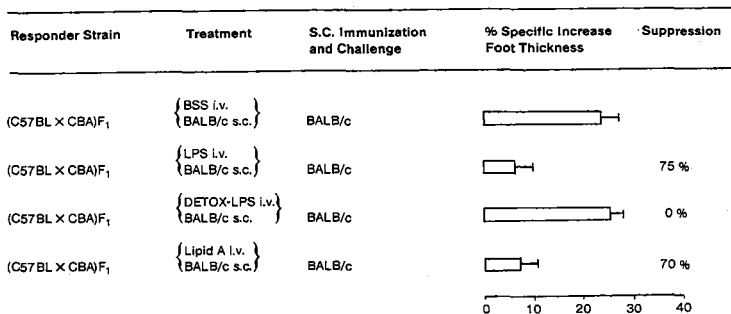 Responder Strain Treatment S.C. Immunization and Challenge % Specific Increase Foot Thickness Suppression
(C57BL X CBA)F1 {BSS i.v. BALB/c s.c.} BALB/c
(C57BL X CBA)F1 {LPS i.v. BALB/c s.c.} BALB/c 75 %
(C57BL X CBA)F1 {DETOX-LPS i.v. BALB/c s.c.} BALB/c 0 %
(C57BL X CBA)F1 {Lipid A i.v. BALB/c s.c.} BALB/c 70 %
0 10 20 30 40